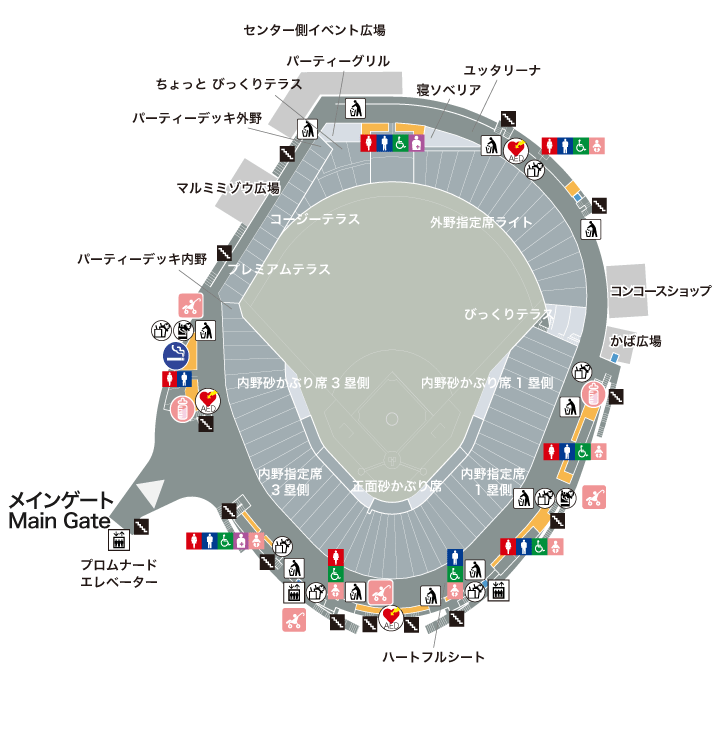 センター側イベント広場
パーティーグリル
ユッタリーナ
ちょっと びっくりテラス
寝ソベリア
パーティーデッキ外野
AED
マルミミゾウ広場
コージーテラス
外野指定席ライト
パーティーデッキ内野
プレミアムテラス
コンコースショップ
びっくりテラス
かば広場
内野砂かぶり席 3 塁側
内野砂かぶり席 1 塁側
AED
内野指定席
3 塁側
正面砂かぶり席
内野指定席
1 塁側
メインゲート
Main Gate
プロムナード
エレベーター
AED
ハートフルシート